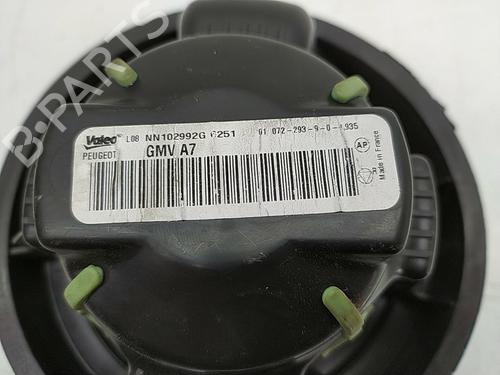 B-PARTS
Valeo L08 NN102992G 6251 01 072-293-9-0-1935
PEUGEOT GMV A7
AP
Made in France